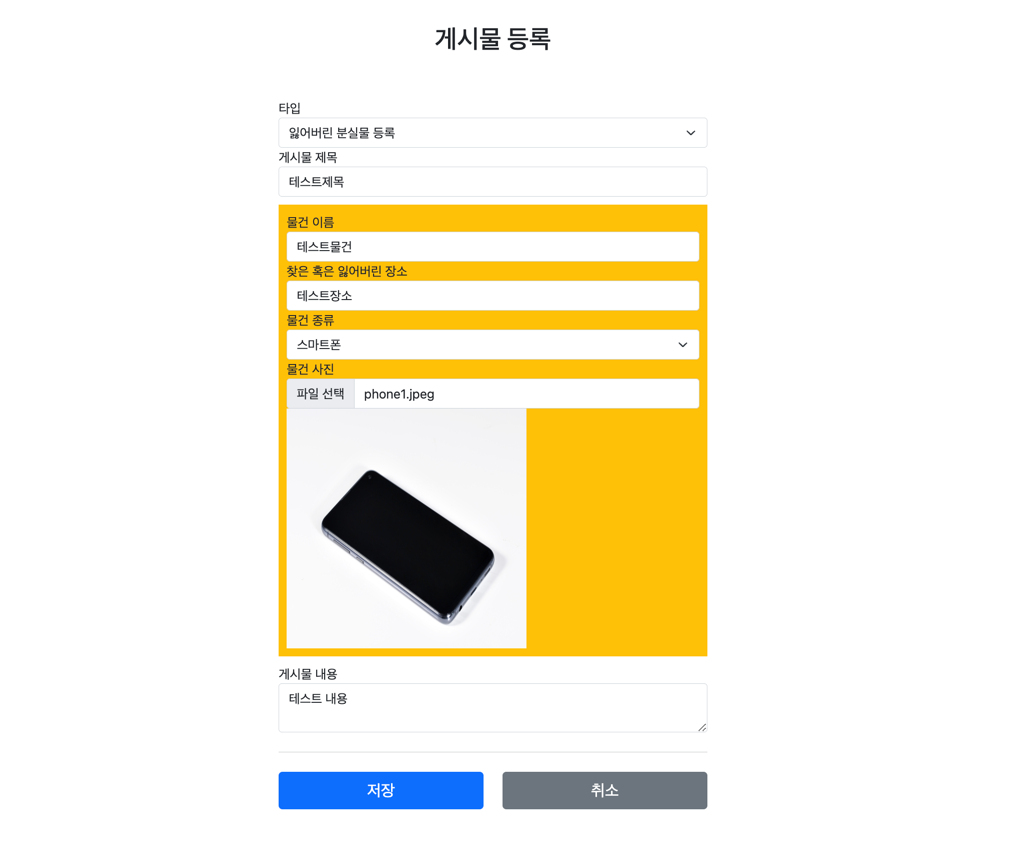 게시물 등록
타입
잃어버린 분실물 등록
게시물 제목
테스트제목
물건 이름
테스트물건
찾은 혹은 잃어버린 장소
테스트장소
물건 종류
스마트폰
물건 사진
파일 선택 phone1.jpeg
게시물 내용
테스트 내용
저장 취소